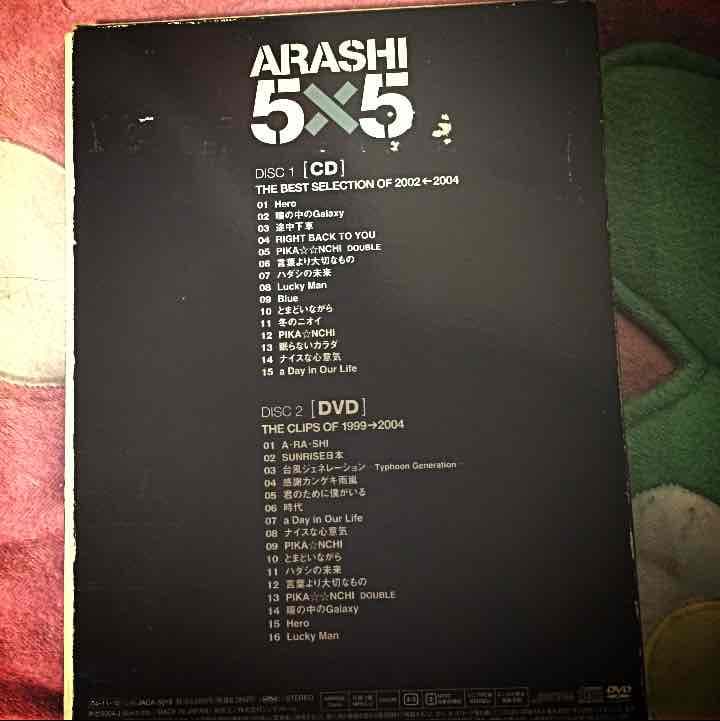 ARASHI
5×5
DISC 1 [CD]
THE BEST SELECTION OF 2002←2004
01 Hero
02 瞳の中のGalaxy
03 途中下車
04 RIGHT BACK TO YOU
05 PIKA☆☆NCHI DOUBLE
06 言葉より大切なもの
07 ハダシの未来
08 Lucky Man
09 Blue
10 とまどいながら
11 冬のニオイ
12 PIKA☆NCHI
13 眠らないカラダ
14 ナイスな心意気
15 a Day in Our Life
DISC 2 [DVD]
THE CLIPS OF 1999→2004
01 A・RA・SHI
02 SUNRISE日本
03 台風ジェネレーション -Typhoon Generation-
04 感謝カンゲキ雨嵐
05 君のために僕がいる
06 時代
07 a Day in Our Life
08 ナイスな心意気
09 PIKA☆NCHI
10 とまどいながら
11 ハダシの未来
12 言葉より大切なもの
13 PIKA☆☆NCHI DOUBLE
14 瞳の中のGalaxy
15 Hero
16 Lucky Man
STEREO
DVD